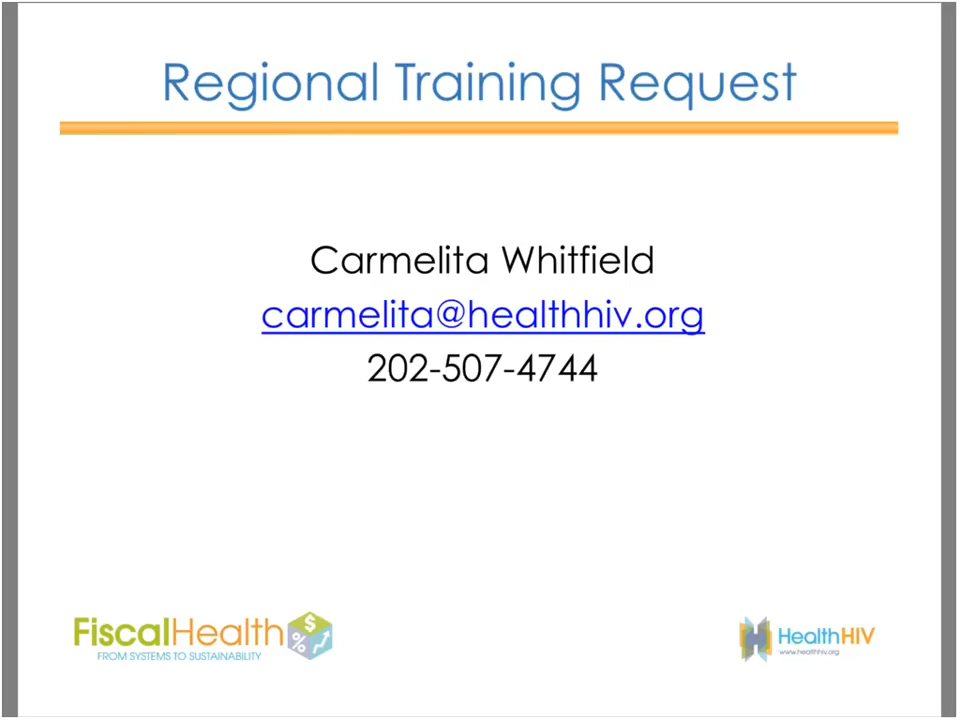 Regional Training Request
Carmelita Whitfield
carmelita@healthhiv.org
202-507-4744
FiscalHealth
FROM SYSTEMS TO SUSTAINABILITY
$
%
HealthHIV
www.healthhiv.org